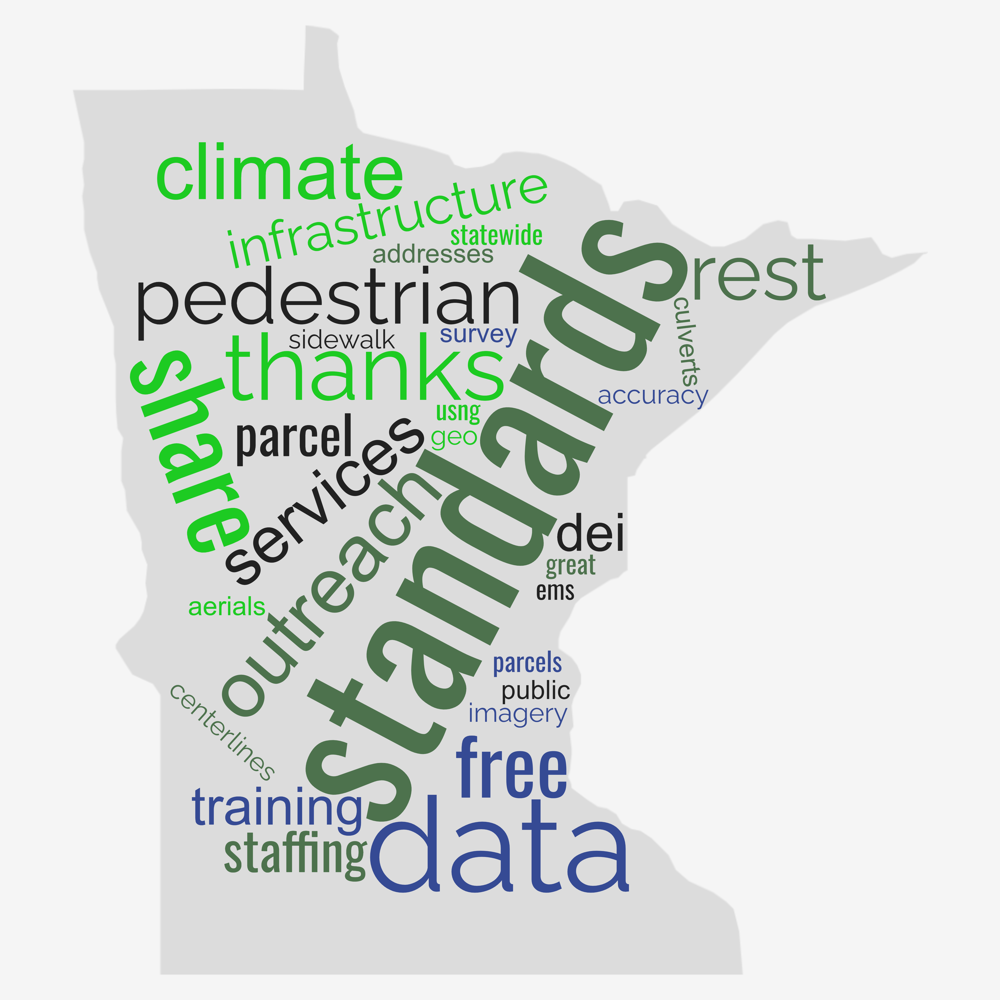 climate
infrastructure
statewide
addresses
standards
rest
pedestrian
culverts
sidewalk
survey
thanks
share
accuracy
usng
geo
parcel
services
outreach
dei
great
ems
aerials
parcels
public
imagery
centerlines
free
training
data
staffing